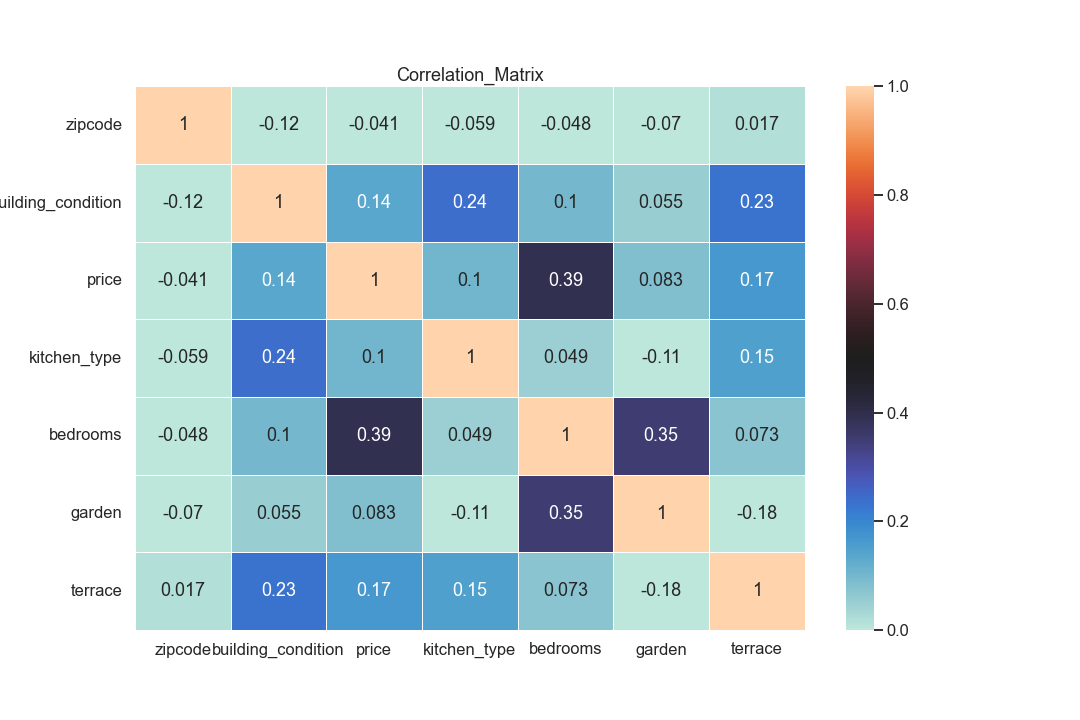 Correlation_Matrix
zipcode 1 -0.12 -0.041 -0.059 -0.048 -0.07 0.017
uilding_condition -0.12 1 0.14 0.24 0.1 0.055 0.23
price -0.041 0.14 1 0.1 0.39 0.083 0.17
kitchen_type -0.059 0.24 0.1 1 0.049 -0.11 0.15
bedrooms -0.048 0.1 0.39 0.049 1 0.35 0.073
garden -0.07 0.055 0.083 -0.11 0.35 1 -0.18
terrace 0.017 0.23 0.17 0.15 0.073 -0.18 1
zipcode building_condition price kitchen_type bedrooms garden terrace
1.0
0.8
0.6
0.4
0.2
0.0